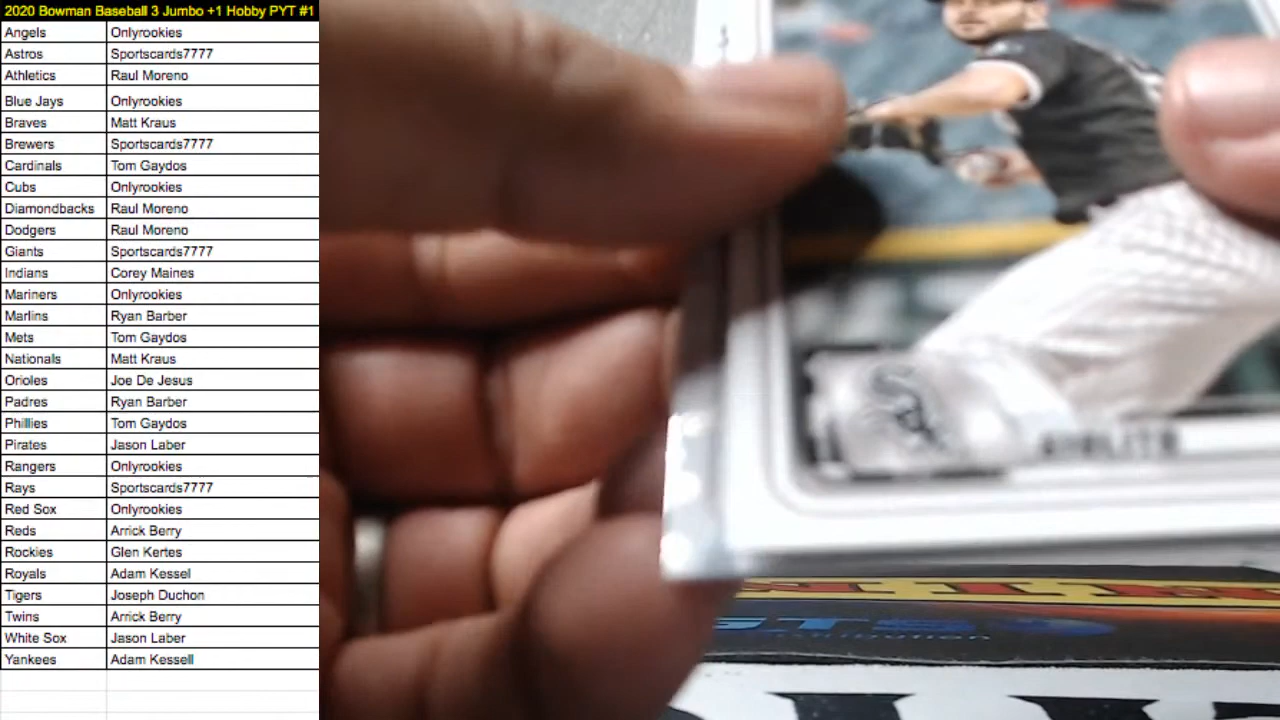 2020 Bowman Baseball 3 Jumbo +1 Hobby PYT #1
Angels Onlyrookies
Astros Sportscards7777
Athletics Raul Moreno
Blue Jays Onlyrookies
Braves Matt Kraus
Brewers Sportscards7777
Cardinals Tom Gaydos
Cubs Onlyrookies
Diamondbacks Raul Moreno
Dodgers Raul Moreno
Giants Sportscards7777
Indians Corey Maines
Mariners Onlyrookies
Marlins Ryan Barber
Mets Tom Gaydos
Nationals Matt Kraus
Orioles Joe De Jesus
Padres Ryan Barber
Phillies Tom Gaydos
Pirates Jason Laber
Rangers Onlyrookies
Rays Sportscards7777
Red Sox Onlyrookies
Reds Arrick Berry
Rockies Glen Kertes
Royals Adam Kessel
Tigers Joseph Duchon
Twins Arrick Berry
White Sox Jason Laber
Yankees Adam Kessell
GIOLITO
GTS